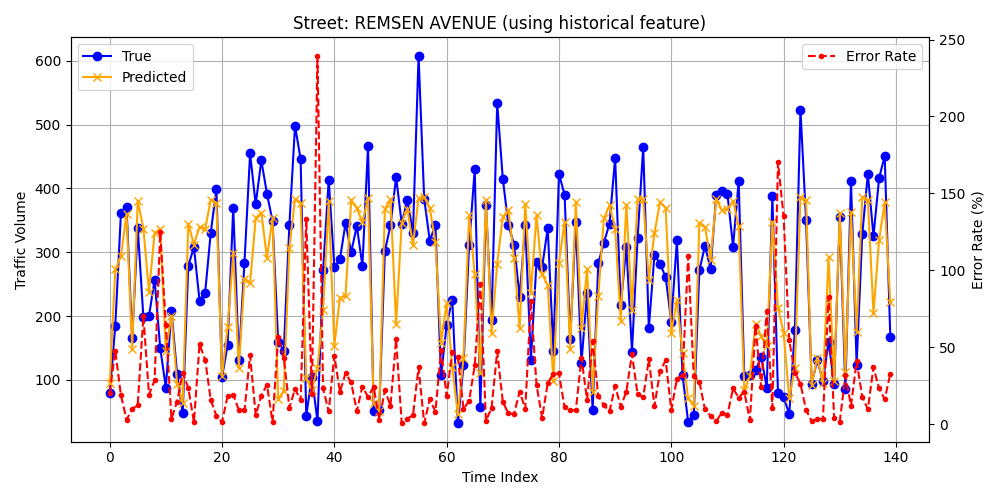 Street: REMSEN AVENUE (using historical feature)
True
Predicted
Error Rate
Traffic Volume
600
500
400
300
200
100
250
200
150
100
50
0
Error Rate (%)
0 20 40 60 80 100 120 140
Time Index